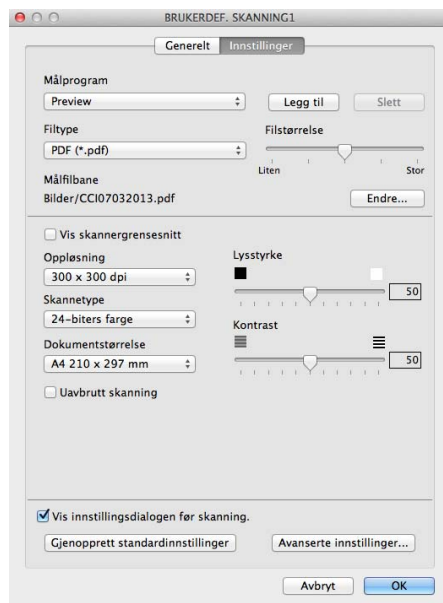 BRUKERDEF. SKANNING1
Generelt Innstillinger
Målprogram
Preview Legg til Slett
Filtype Filstørrelse
PDF (*.pdf)
Liten Stor
Målfilbane
Bilder/CCI07032013.pdf Endre...
Vis skannergrensesnitt
Oppløsning Lysstyrke
300 x 300 dpi 50
Skannetype
24-biters farge Kontrast
Dokumentstørrelse
A4 210 x 297 mm 50
Uavbrutt skanning
Vis innstillingsdialogen før skanning.
Gjenopprett standardinnstillinger Avanserte innstillinger...
Avbryt OK